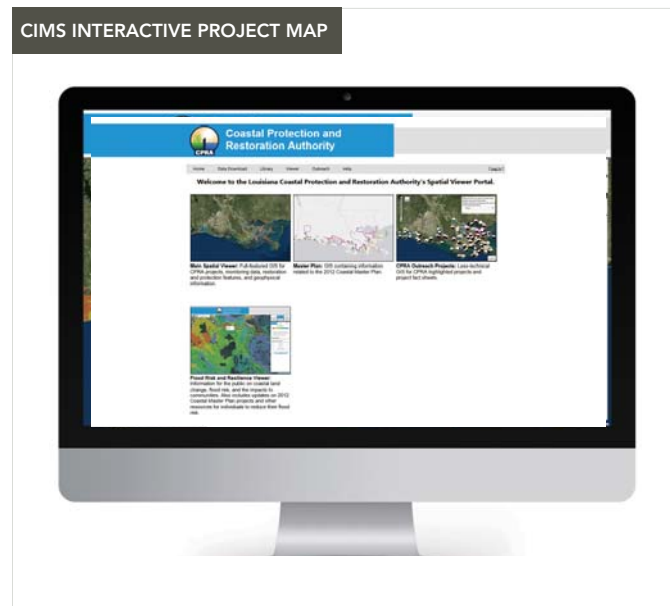 CIMS INTERACTIVE PROJECT MAP
Coastal Protection and
Restoration Authority
CPRA
Home Data Download Library Viewer Outreach Help
Welcome to the Louisiana Coastal Protection and Restoration Authority's Spatial Viewer Portal.
Main Spatial Viewer: Full-featured GIS for
CPRA projects, monitoring data, restoration
and protection features, and geophysical
information.
Master Plan: GIS containing information
related to the 2012 Coastal Master Plan.
CPRA Outreach Projects: Less-technical
GIS for CPRA highlighted projects and
project fact sheets.
Flood Risk and Resilience Viewer:
Information for the public on coastal land
change, flood risk, and the impacts to
communities. Also includes updates on 2012
Coastal Master Plan projects and other
resources for individuals to reduce their flood
risk.